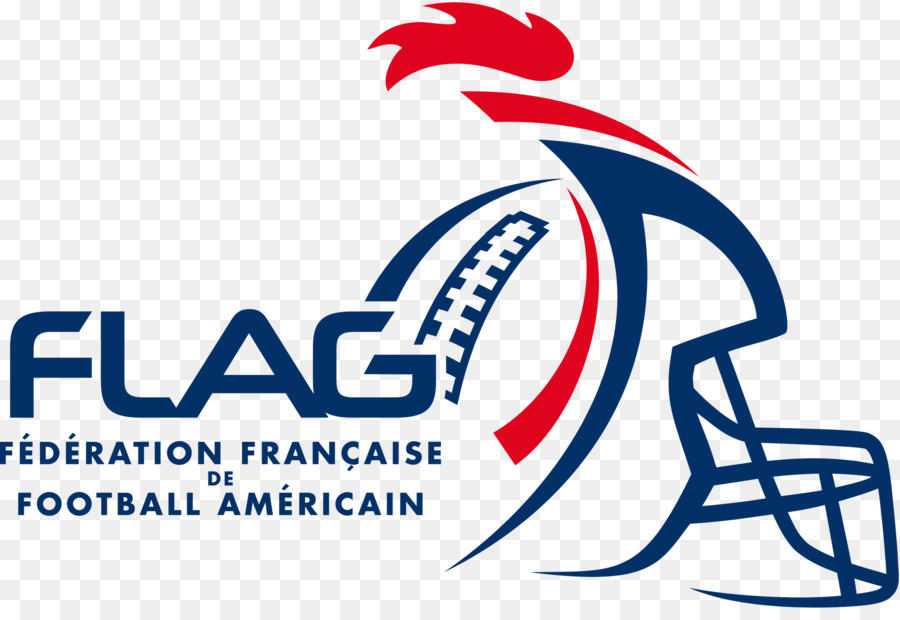 FLAG
FÉDÉRATION FRANÇAISE
DE
FOOTBALL AMÉRICAIN